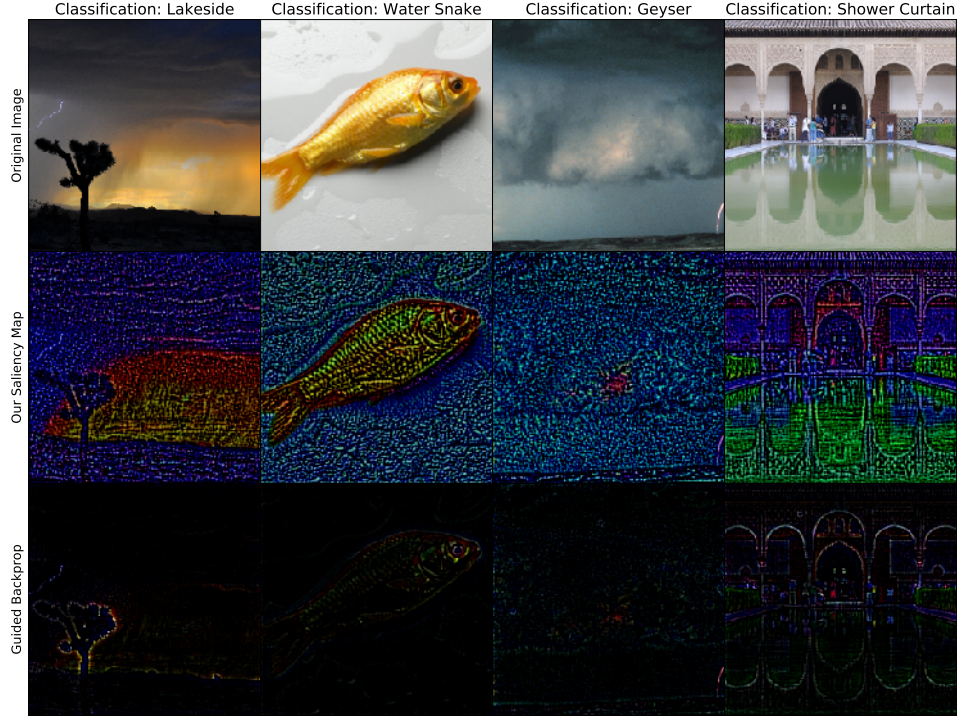 Classification: Lakeside
Classification: Water Snake
Classification: Geyser
Classification: Shower Curtain
Original Image
Our Saliency Map
Guided Backprop